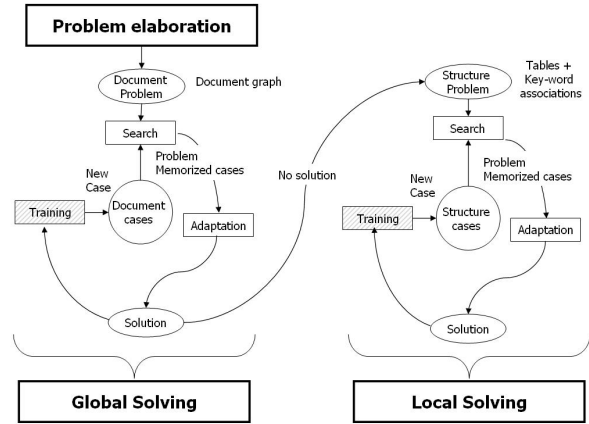 Problem elaboration
Document
Problem
Document graph
Search
Problem
Memorized cases
New
Case
Training
Document
cases
Adaptation
Solution
Global Solving
No solution
Structure
Problem
Tables +
Key-word
associations
Search
Problem
Memorized cases
New
Case
Training
Structure
cases
Adaptation
Solution
Local Solving